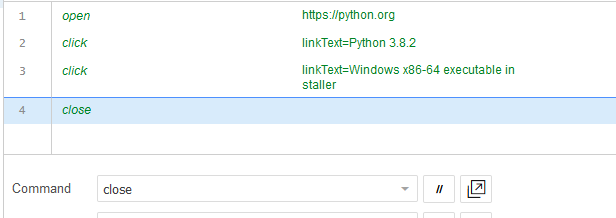 1 open https://python.org
2 click linkText=Python 3.8.2
3 click linkText=Windows x86-64 executable in
staller
4 close
Command close //